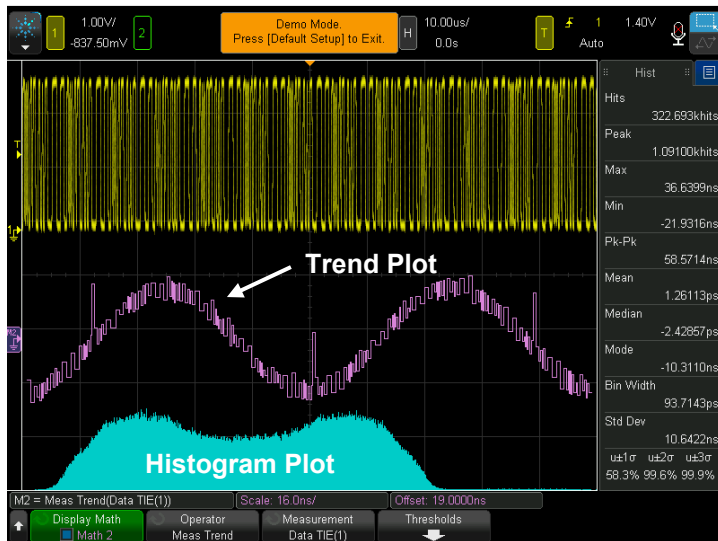 1 1.00V/ -837.50mV 2
Demo Mode.
Press [Default Setup] to Exit.
H 10.00us/ 0.0s
T 1 1.40V
Auto
Hist
Hits
322.693khits
Peak
1.09100khits
Max
36.6399ns
Min
-21.9316ns
Pk-Pk
58.5714ns
Mean
1.26113ps
Median
-2.42857ps
Mode
-10.3110ns
Bin Width
93.7143ps
Std Dev
10.6422ns
u±1σ u±2σ u±3σ
58.3% 99.6% 99.9%
T
1
Trend Plot
M2
Histogram Plot
M2 = Meas Trend(Data TIE(1)) Scale: 16.0ns/ Offset: 19.0000ns
Display Math Operator Measurement Thresholds
Math 2 Meas Trend Data TIE(1)